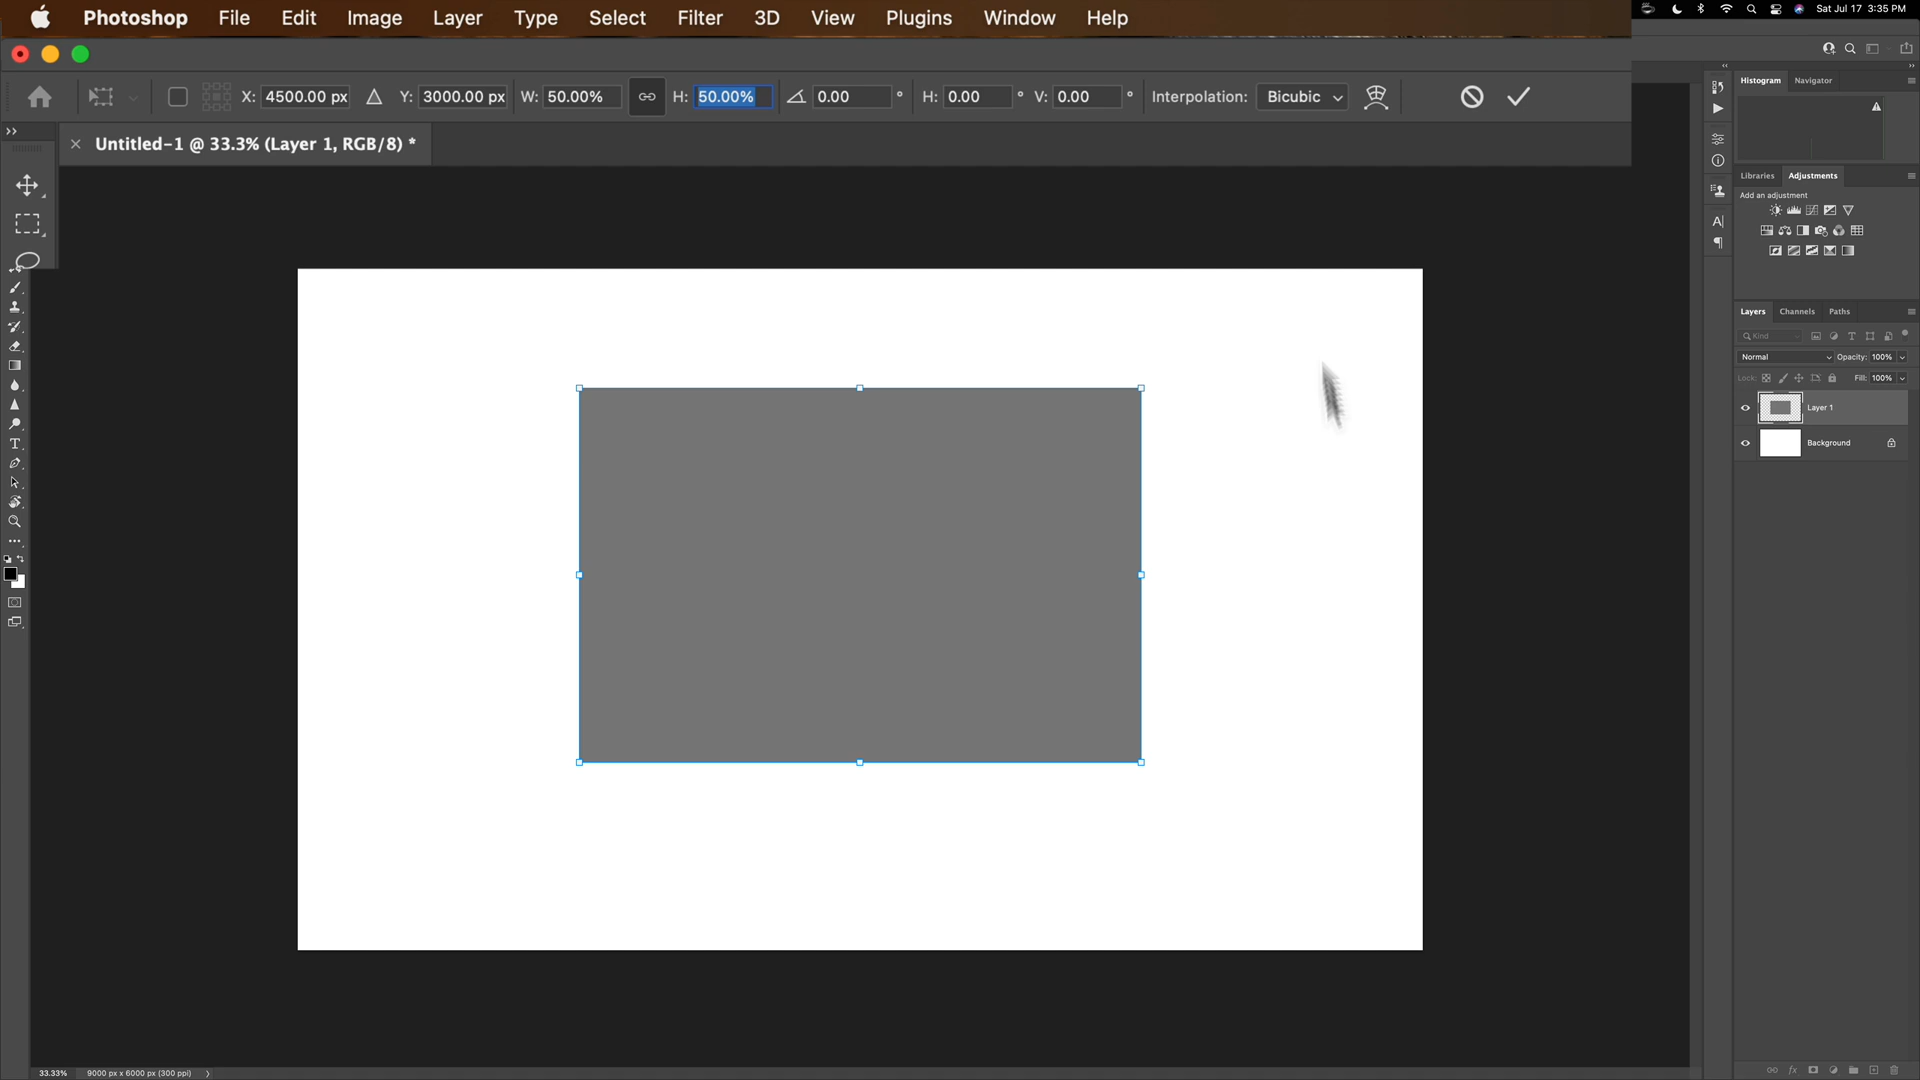 Photoshop File Edit Image Layer Type Select Filter 3D View Plugins Window Help
Sat Jul 17 3:35 PM
X: 4500.00 px Y: 3000.00 px W: 50.00% H: 50.00% 0.00 ° H: 0.00 ° V: 0.00 ° Interpolation: Bicubic
Untitled-1 @ 33.3% (Layer 1, RGB/8) *
Histogram Navigator
Libraries Adjustments
Add an adjustment
Layers Channels Paths
Kind
Normal Opacity: 100%
Lock: Fill: 100%
Layer 1
Background
33.33% 9000 px x 6000 px (300 ppi)